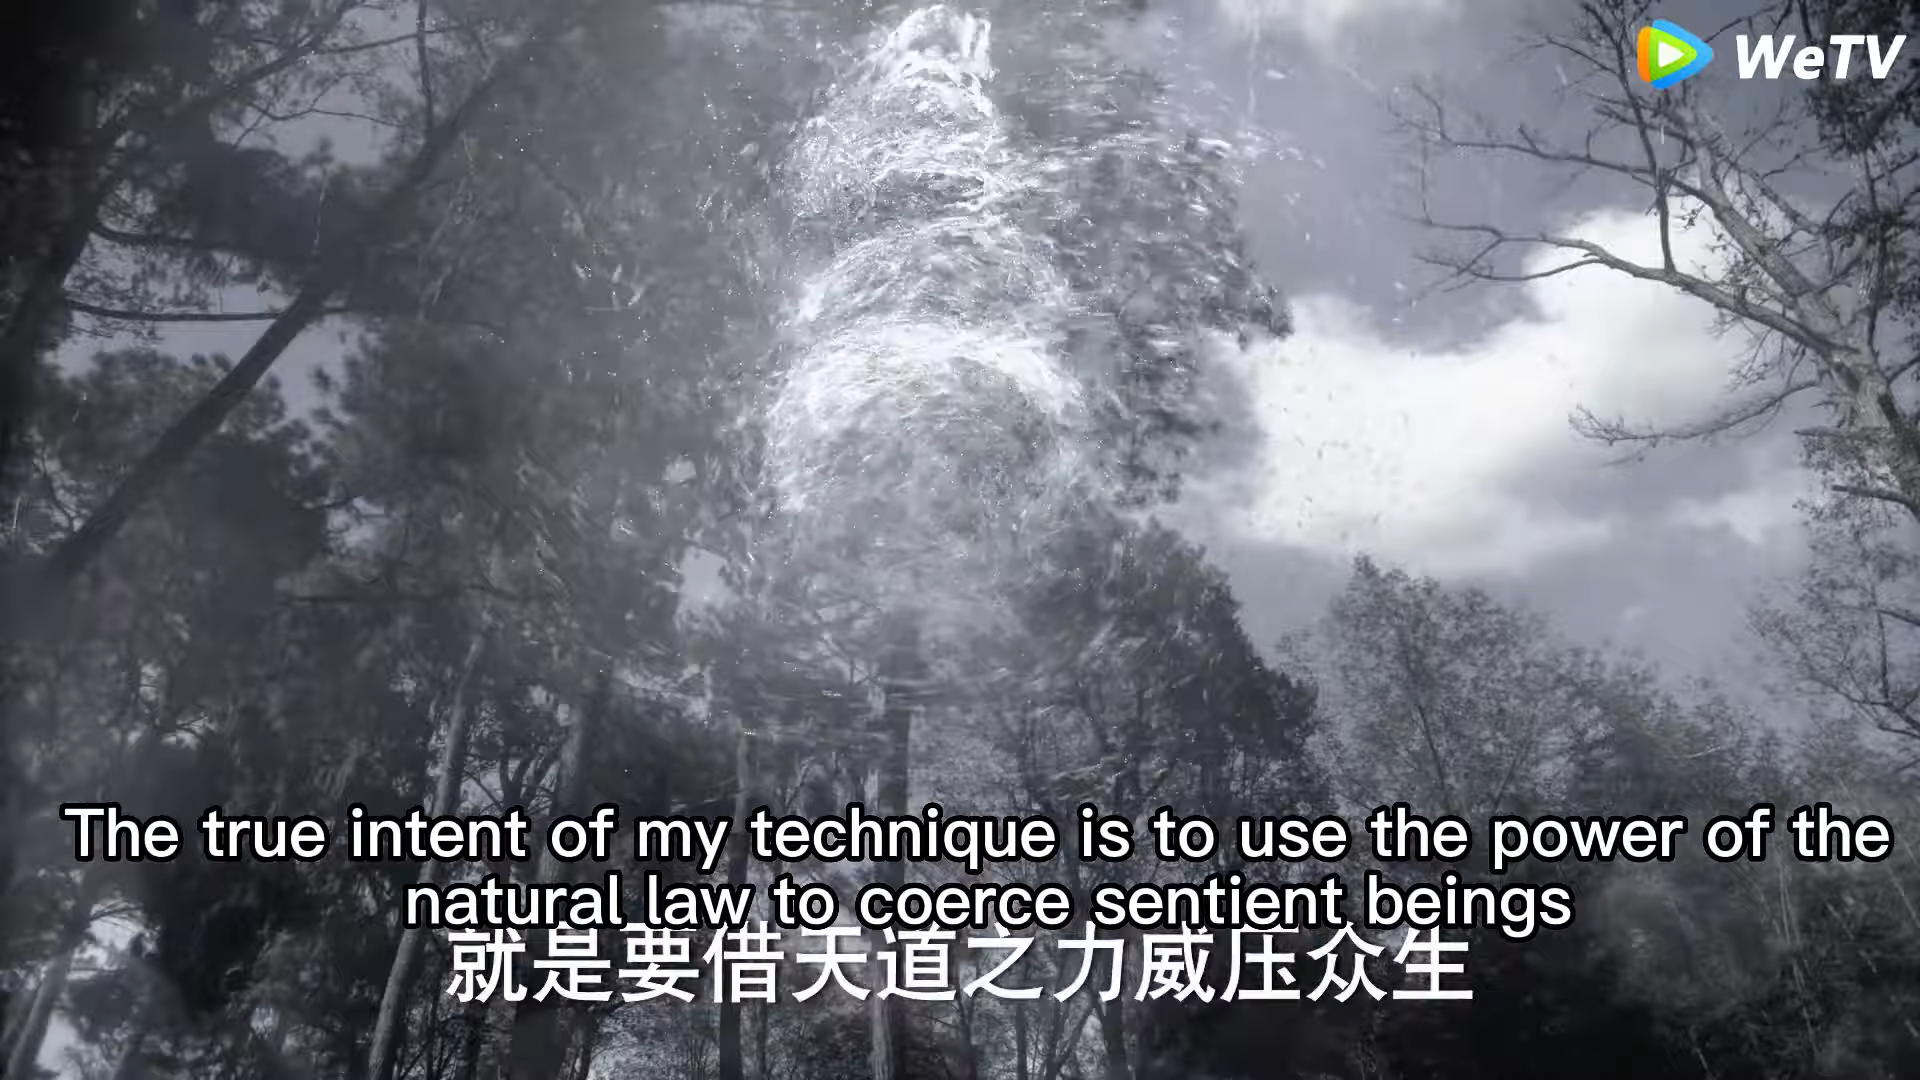 WeTV
The true intent of my technique is to use the power of the
natural law to coerce sentient beings
就是要借天道之力威压众生